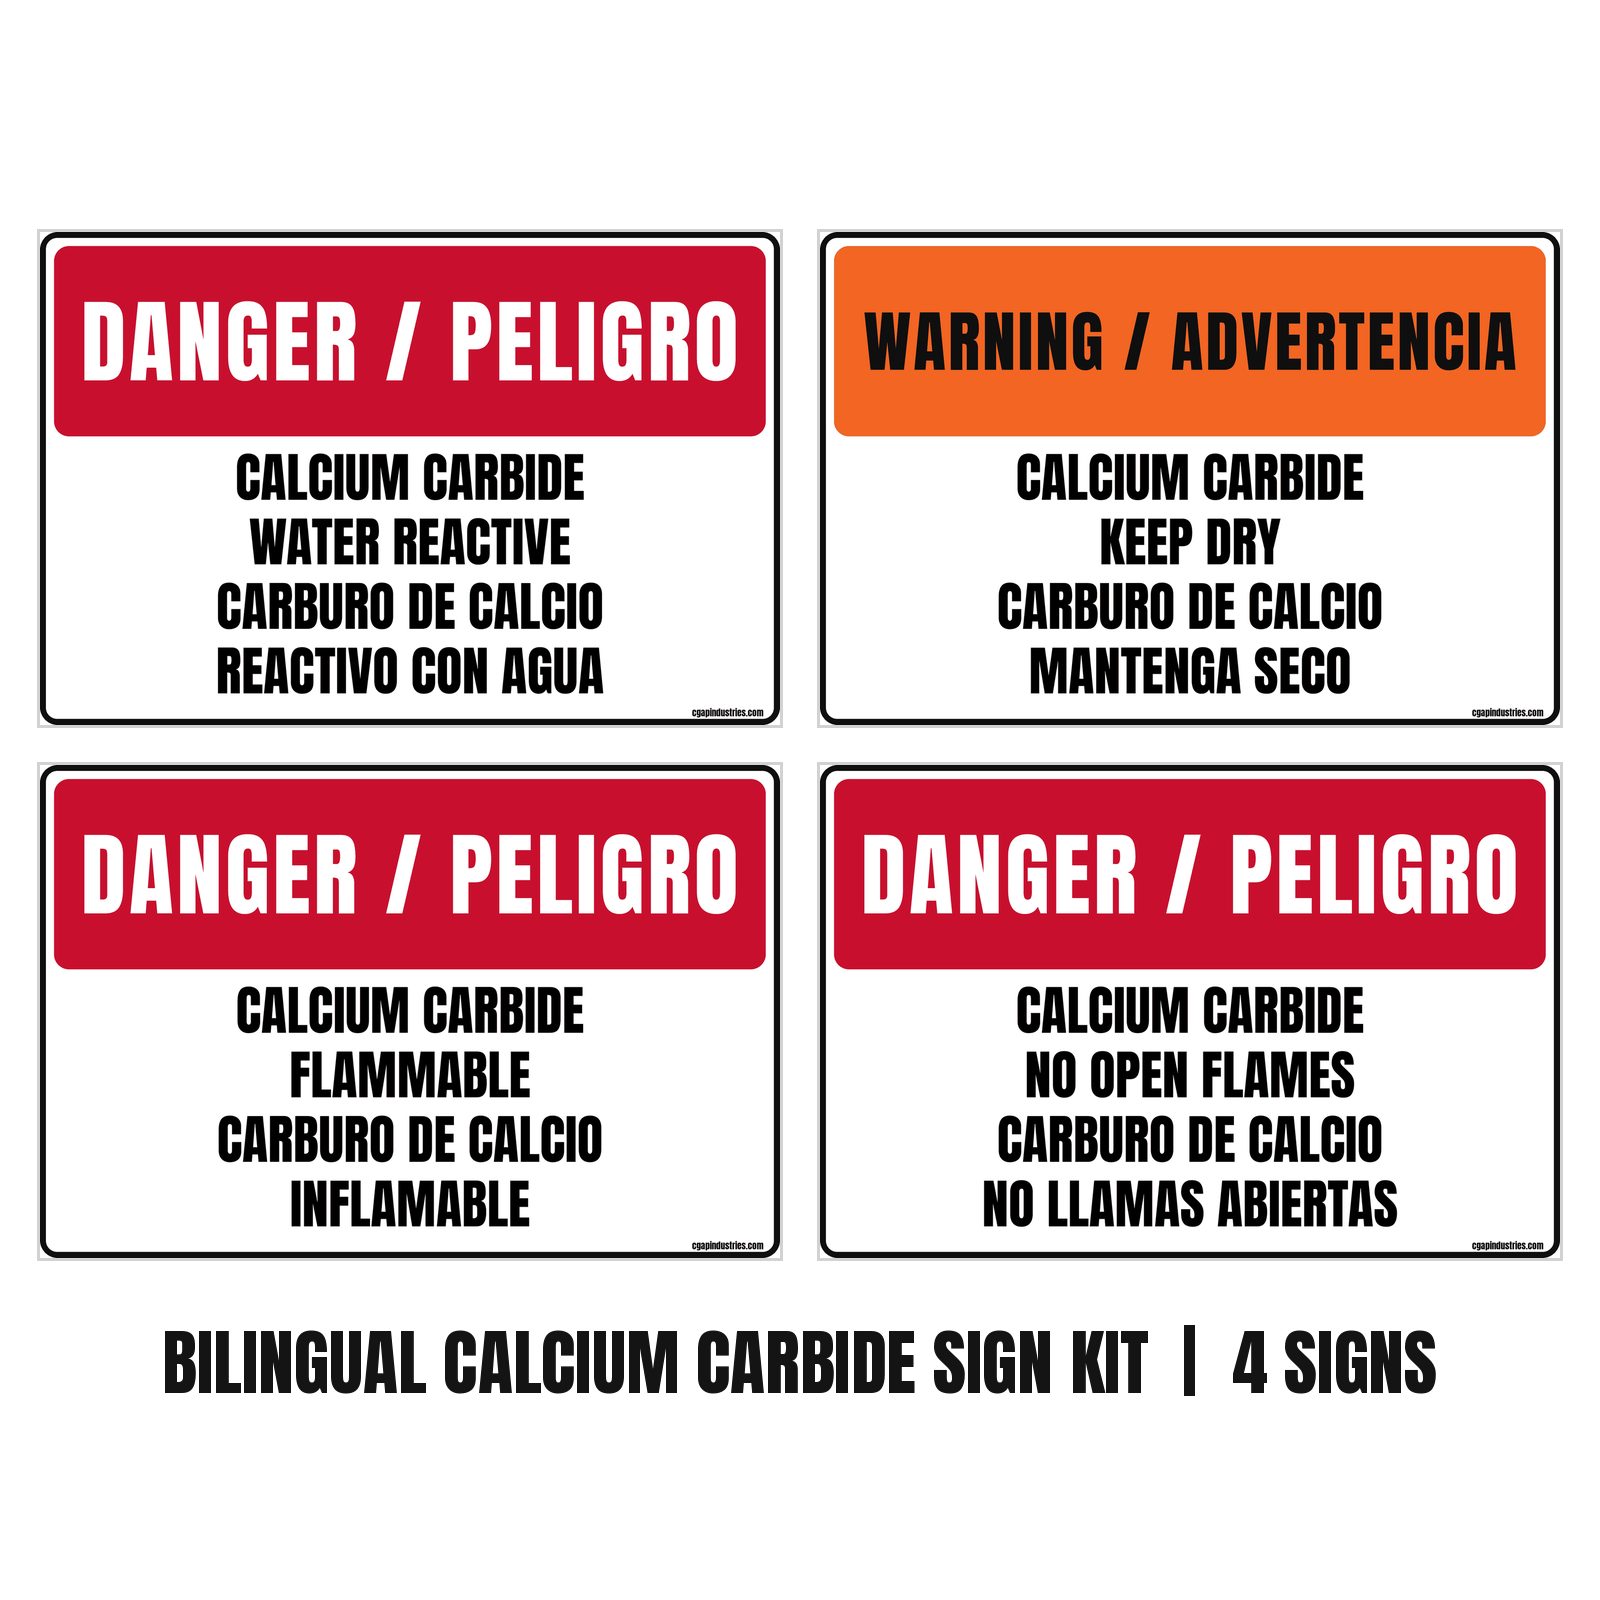 DANGER / PELIGRO
CALCIUM CARBIDE
WATER REACTIVE
CARBURO DE CALCIO
REACTIVO CON AGUA
cgapindustries.com
WARNING / ADVERTENCIA
CALCIUM CARBIDE
KEEP DRY
CARBURO DE CALCIO
MANTENGA SECO
cgapindustries.com
DANGER / PELIGRO
CALCIUM CARBIDE
FLAMMABLE
CARBURO DE CALCIO
INFLAMABLE
cgapindustries.com
DANGER / PELIGRO
CALCIUM CARBIDE
NO OPEN FLAMES
CARBURO DE CALCIO
NO LLAMAS ABIERTAS
cgapindustries.com
BILINGUAL CALCIUM CARBIDE SIGN KIT | 4 SIGNS